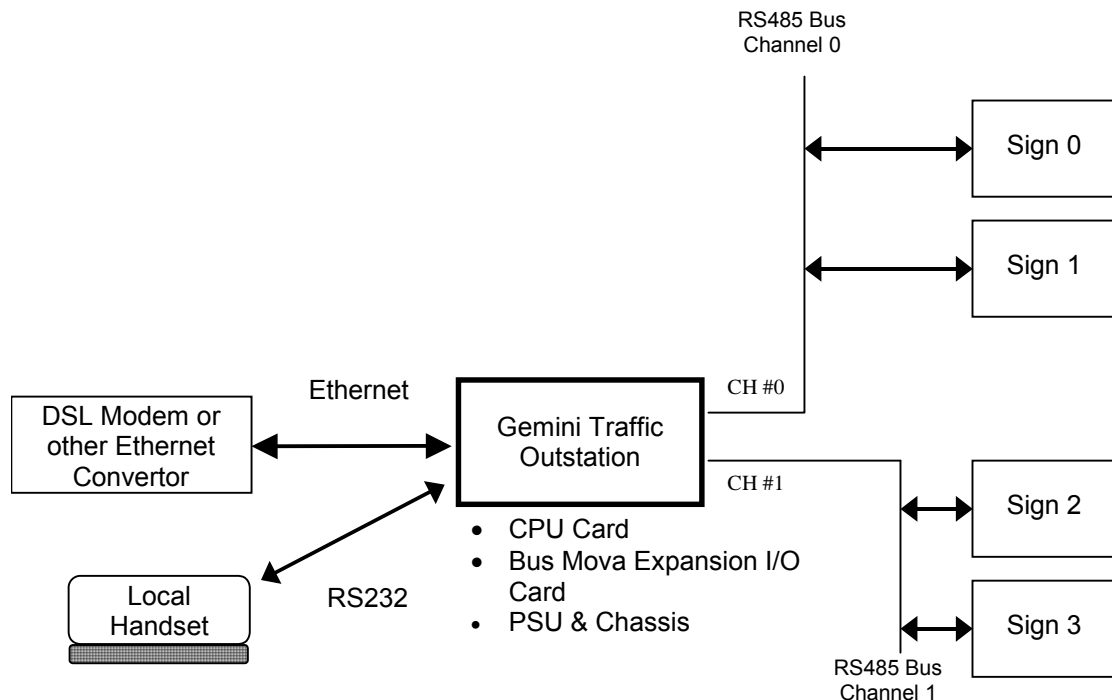 RS485 Bus
Channel 0
Sign 0
Sign 1
CH #0
Ethernet
DSL Modem or
other Ethernet
Convertor
Gemini Traffic
Outstation
CH #1
Sign 2
• CPU Card
• Bus Mova Expansion I/O
Card
• PSU & Chassis
Local
Handset
RS232
Sign 3
RS485 Bus
Channel 1